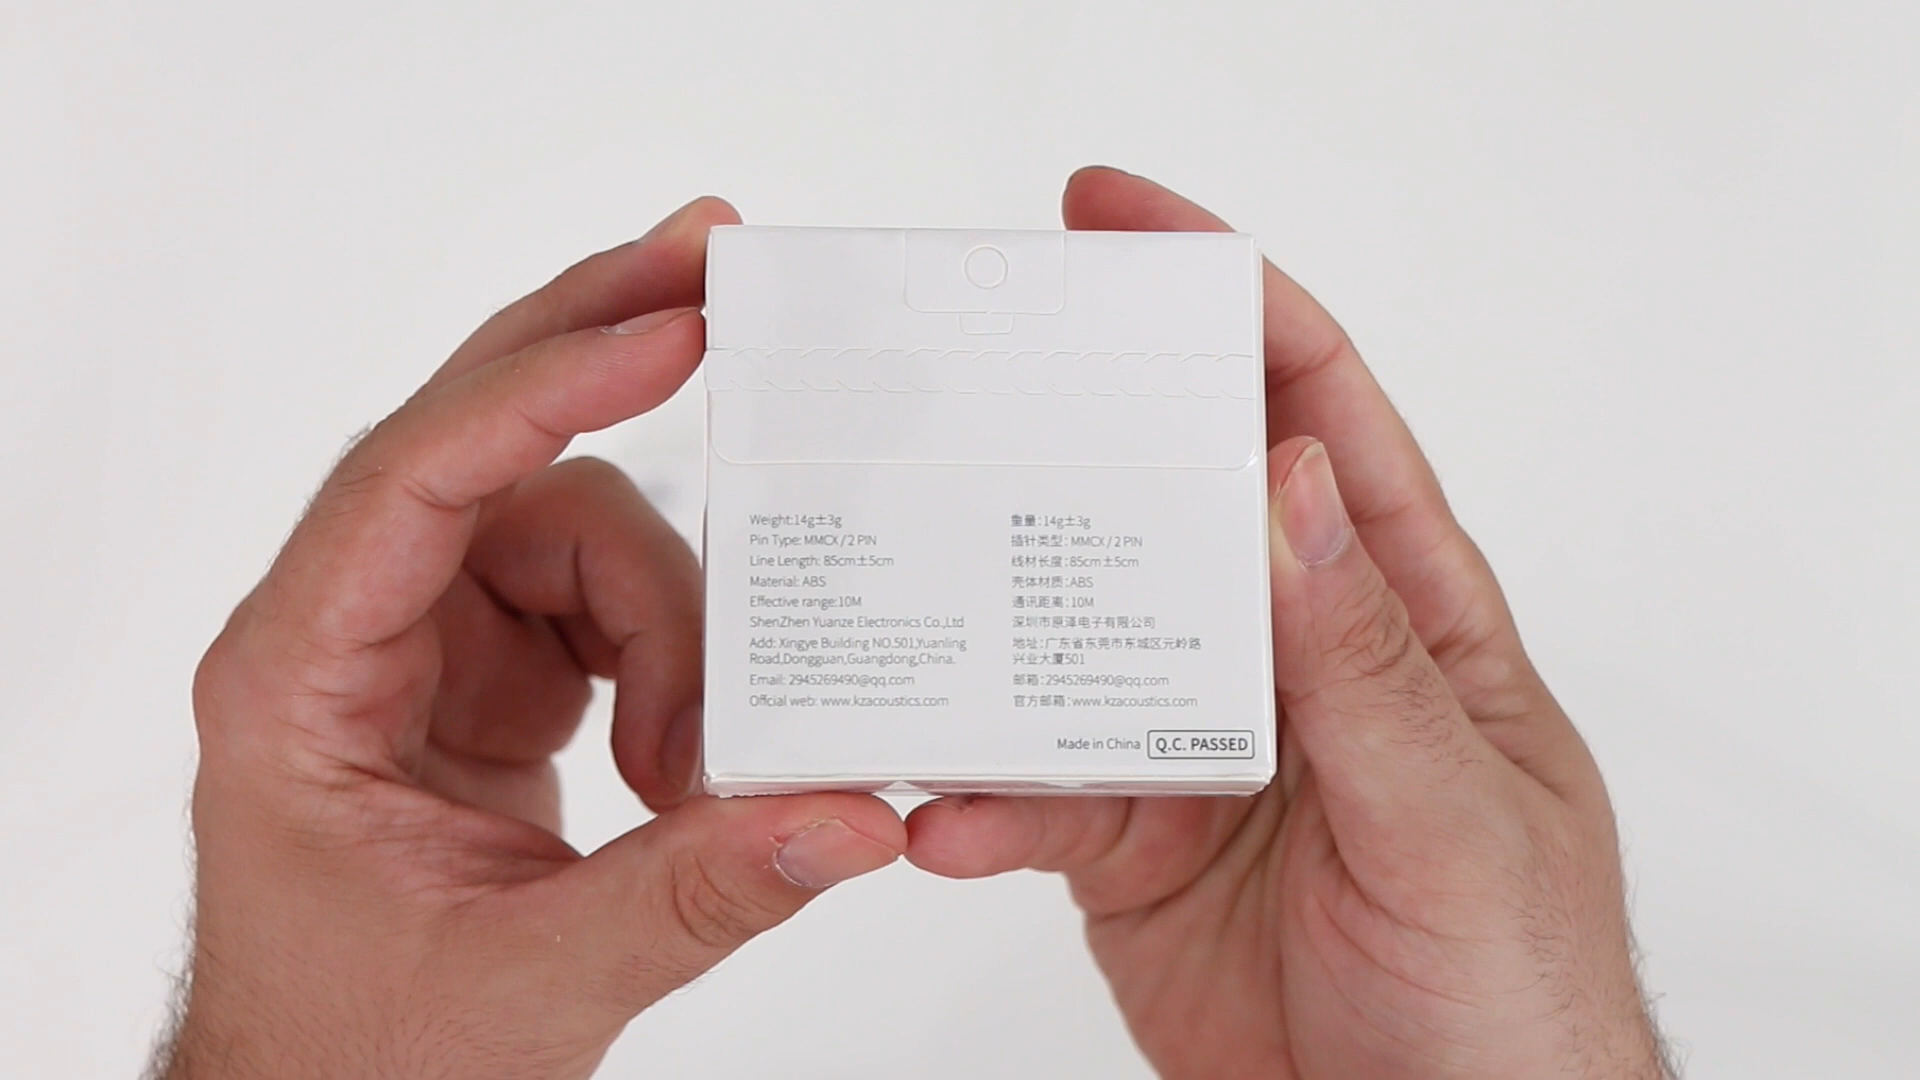 Weight:14g±3g
Pin Type: MMCX / 2 PIN
Line Length: 85cm±5cm
Material: ABS
Effective range:10M
ShenZhen Yuanze Electronics Co.,Ltd
Add: Xingye Building NO.501,Yuanling
Road,Dongguan,Guangdong,China.
Email: 2945269490@qq.com
Offcial web: www.kzacoustics.com
重量:14g±3g
插针类型: MMCX / 2 PIN
线材长度:85cm±5cm
壳体材质:ABS
通讯距离:10M
深圳市原泽电子有限公司
地址:广东省东莞市东城区元岭路
兴业大厦501
邮箱:2945269490@qq.com
官方邮箱:www.kzacoustics.com
Made in China Q.C. PASSED